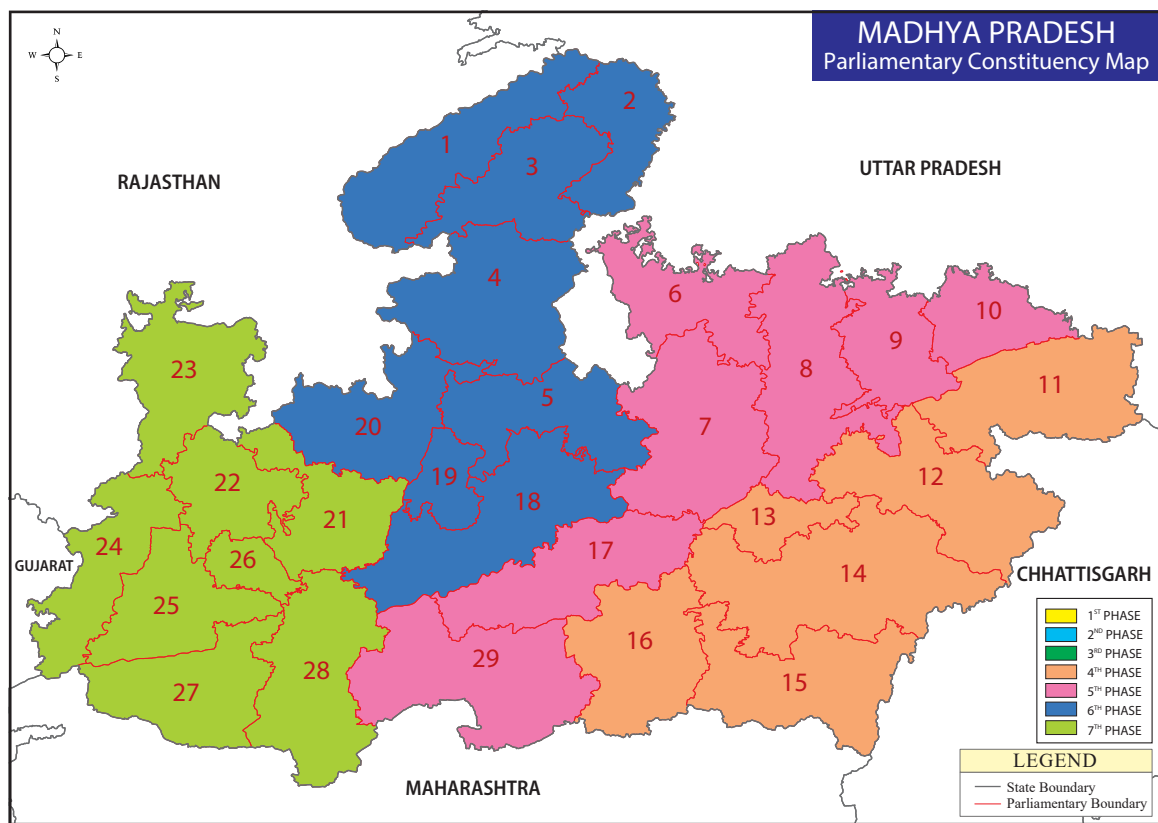 MADHYA PRADESH
Parliamentary Constituency Map
N
W E
S
RAJASTHAN
UTTAR PRADESH
GUJARAT
CHHATTISGARH
MAHARASHTRA
1
2
3
4
5
6
7
8
9
10
11
12
13
14
15
16
17
18
19
20
21
22
23
24
25
26
27
28
29
1ST PHASE
2ND PHASE
3RD PHASE
4TH PHASE
5TH PHASE
6TH PHASE
7TH PHASE
LEGEND
State Boundary
Parliamentary Boundary